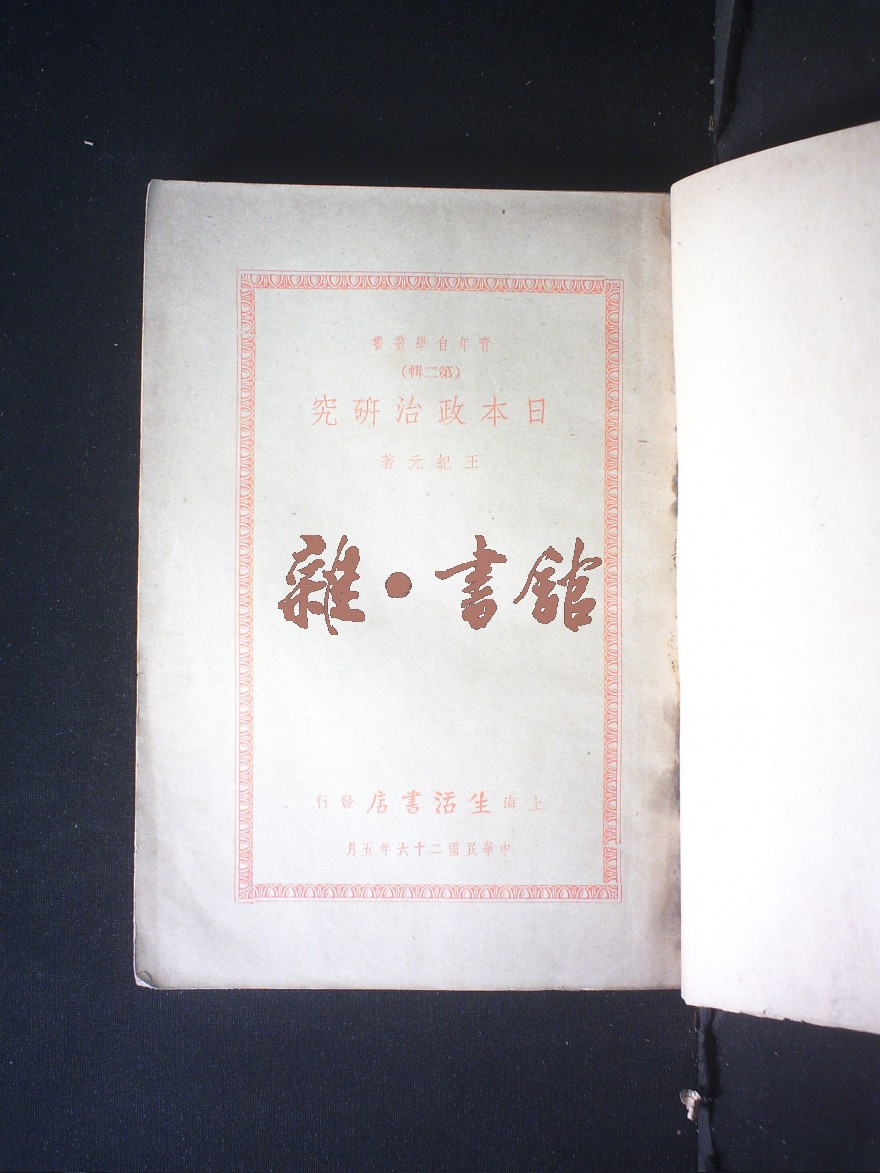 青年自學叢書
（第二輯）
日本政治研究
王紀元著
雜·書館
上海生活書店發行
中華民國二十六年五月